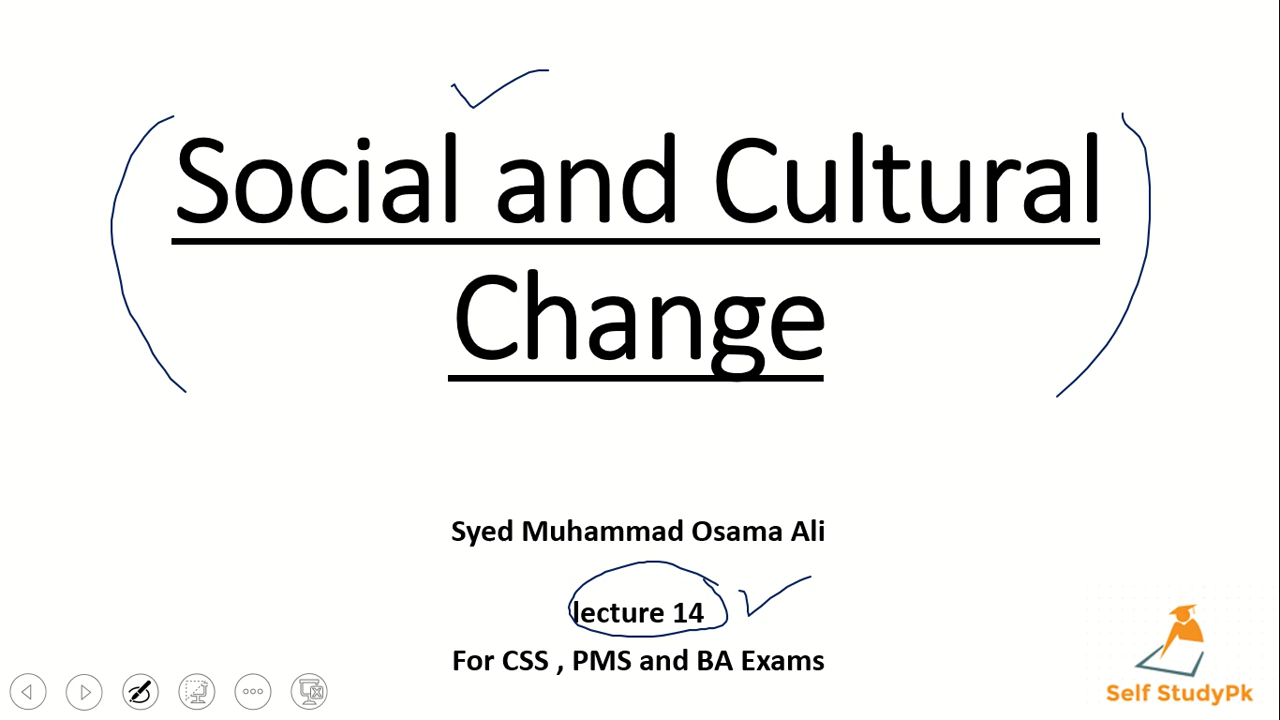 Social and Cultural
Change
Syed Muhammad Osama Ali
lecture 14
For CSS , PMS and BA Exams
Self StudyPk